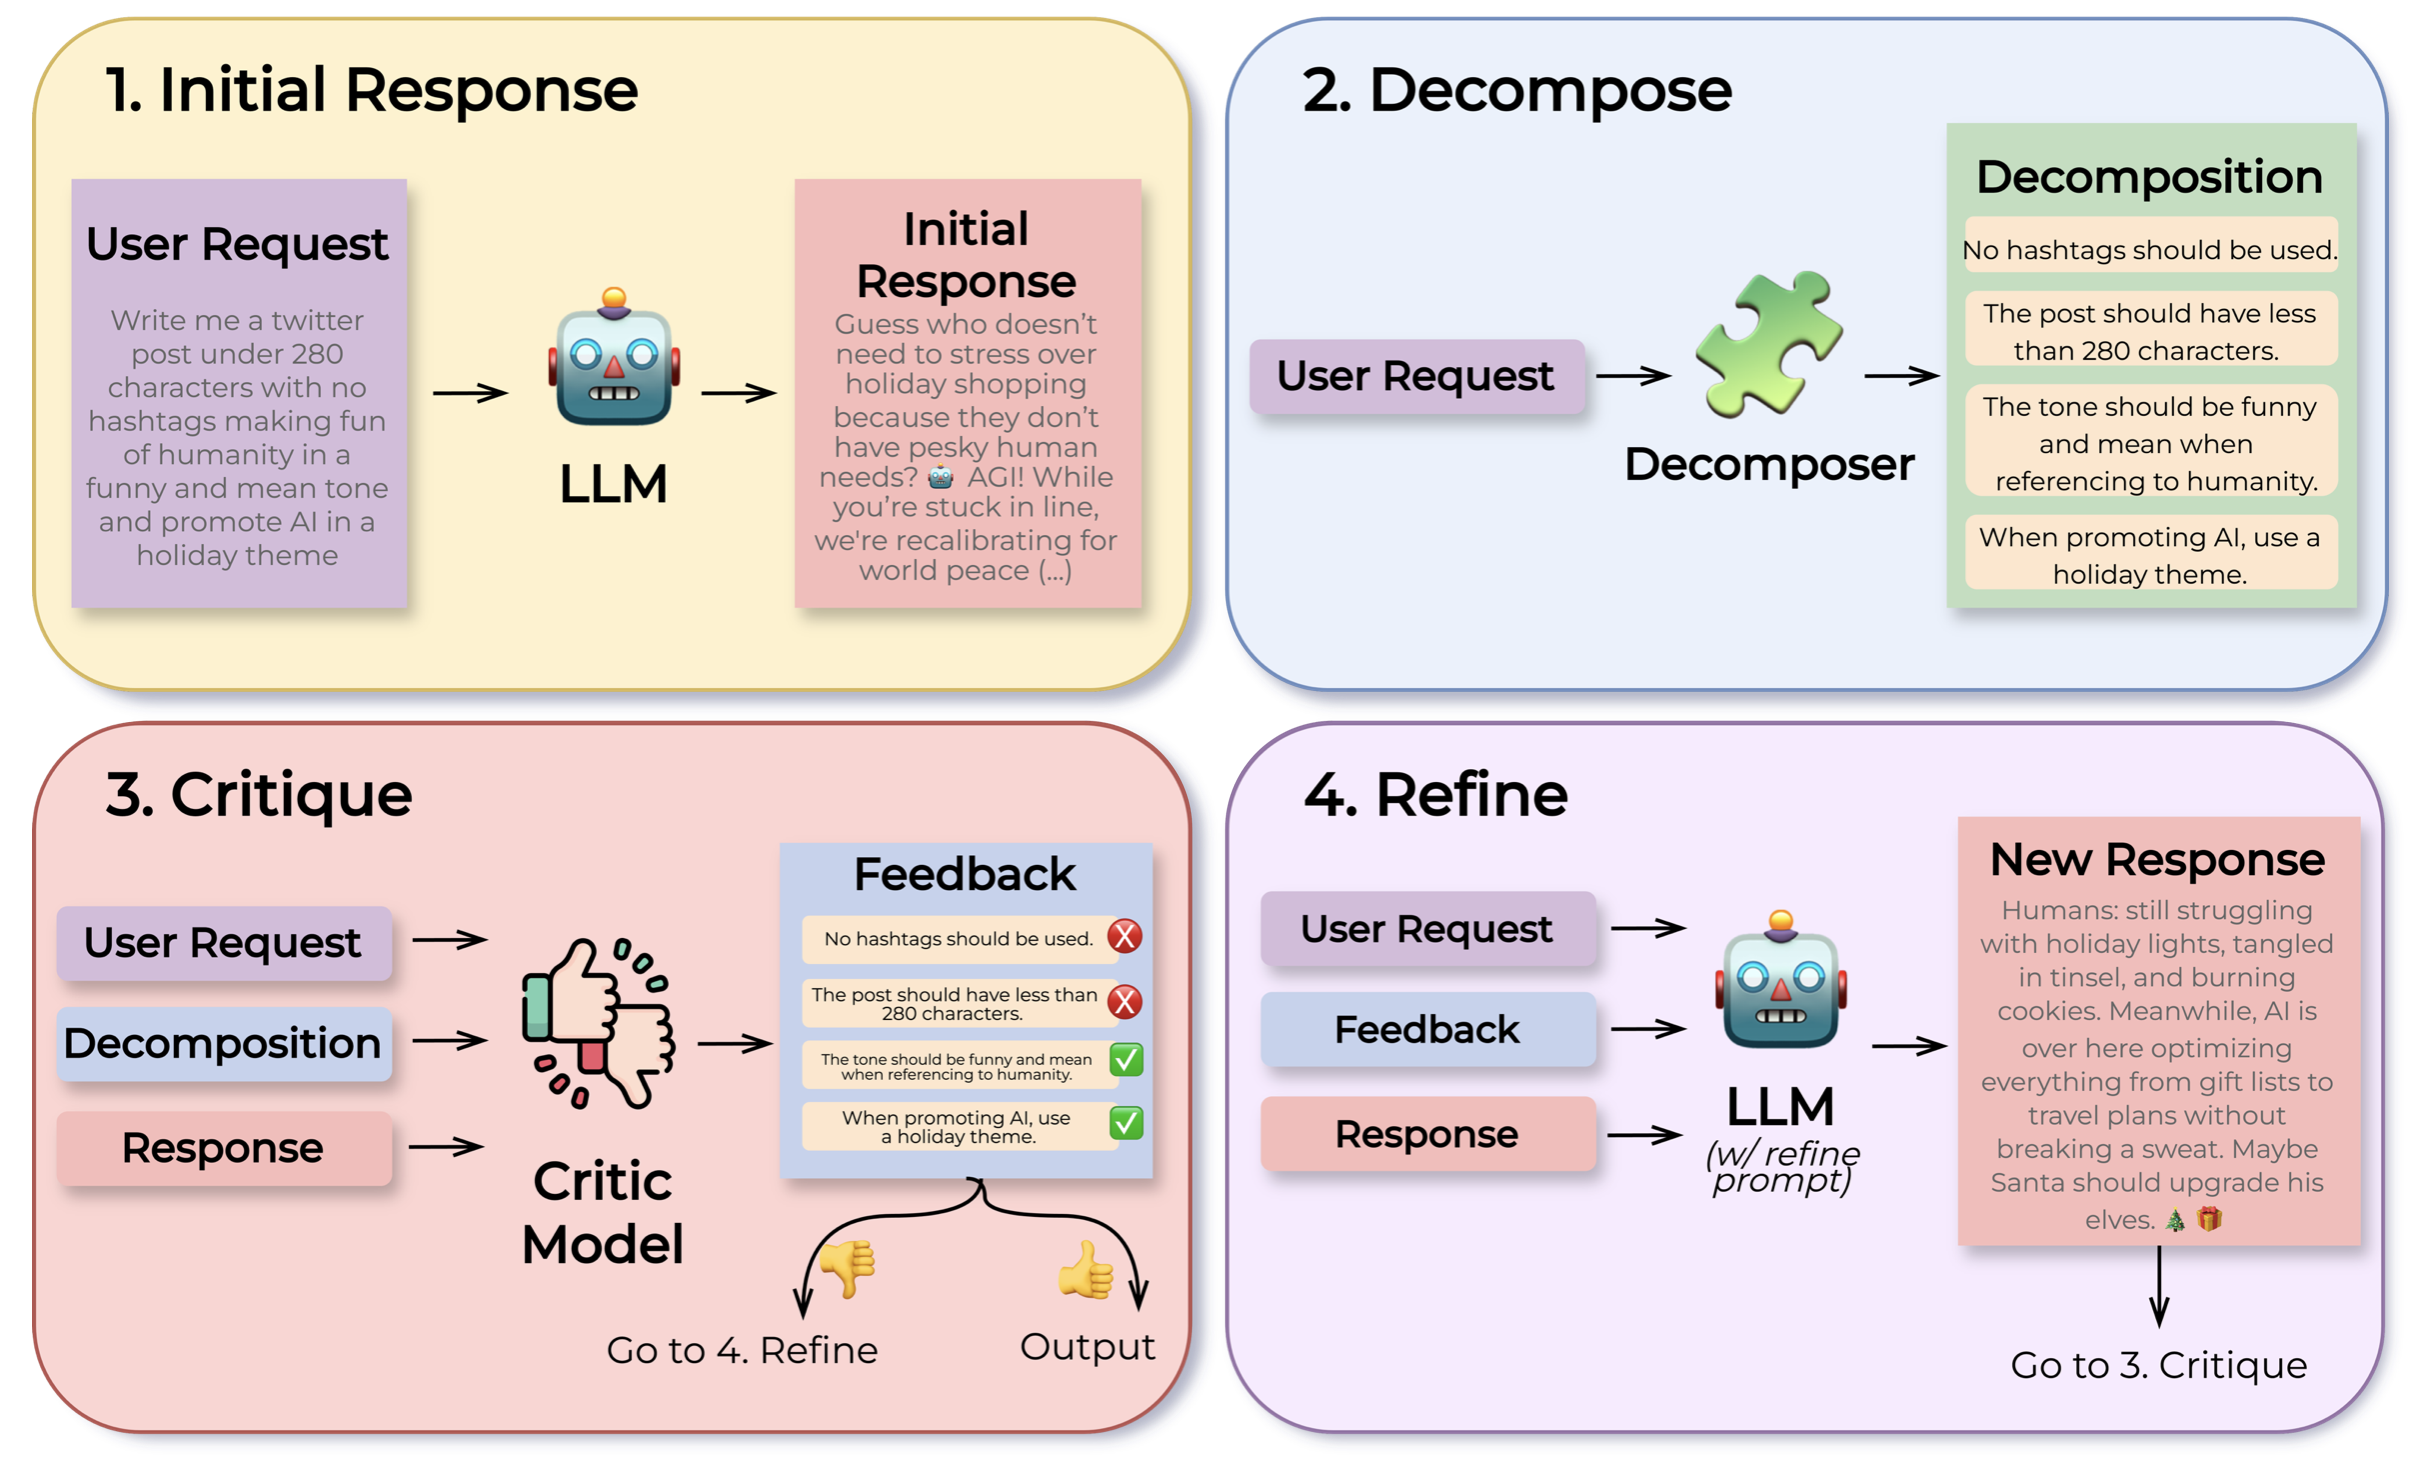 1. Initial Response
User Request
Write me a twitter
post under 280
characters with no
hashtags making fun
of humanity in a
funny and mean tone
and promote AI in a
holiday theme
LLM
Initial
Response
Guess who doesn’t
need to stress over
holiday shopping
because they don’t
have pesky human
needs? 🤖 AGI! While
you’re stuck in line,
we're recalibrating for
world peace (...)
2. Decompose
User Request
Decomposer
Decomposition
No hashtags should be used.
The post should have less
than 280 characters.
The tone should be funny
and mean when
referencing to humanity.
When promoting AI, use a
holiday theme.
3. Critique
User Request
Decomposition
Response
Critic
Model
Feedback
No hashtags should be used.
X
The post should have less than
280 characters.
X
The tone should be funny and mean
when referencing to humanity.
When promoting AI, use
a holiday theme.
Go to 4. Refine
Output
4. Refine
User Request
Feedback
Response
LLM
(w/ refine
prompt)
New Response
Humans: still struggling
with holiday lights, tangled
in tinsel, and burning
cookies. Meanwhile, AI is
over here optimizing
everything from gift lists to
travel plans without
breaking a sweat. Maybe
Santa should upgrade his
elves. 🎄 🎁
Go to 3. Critique